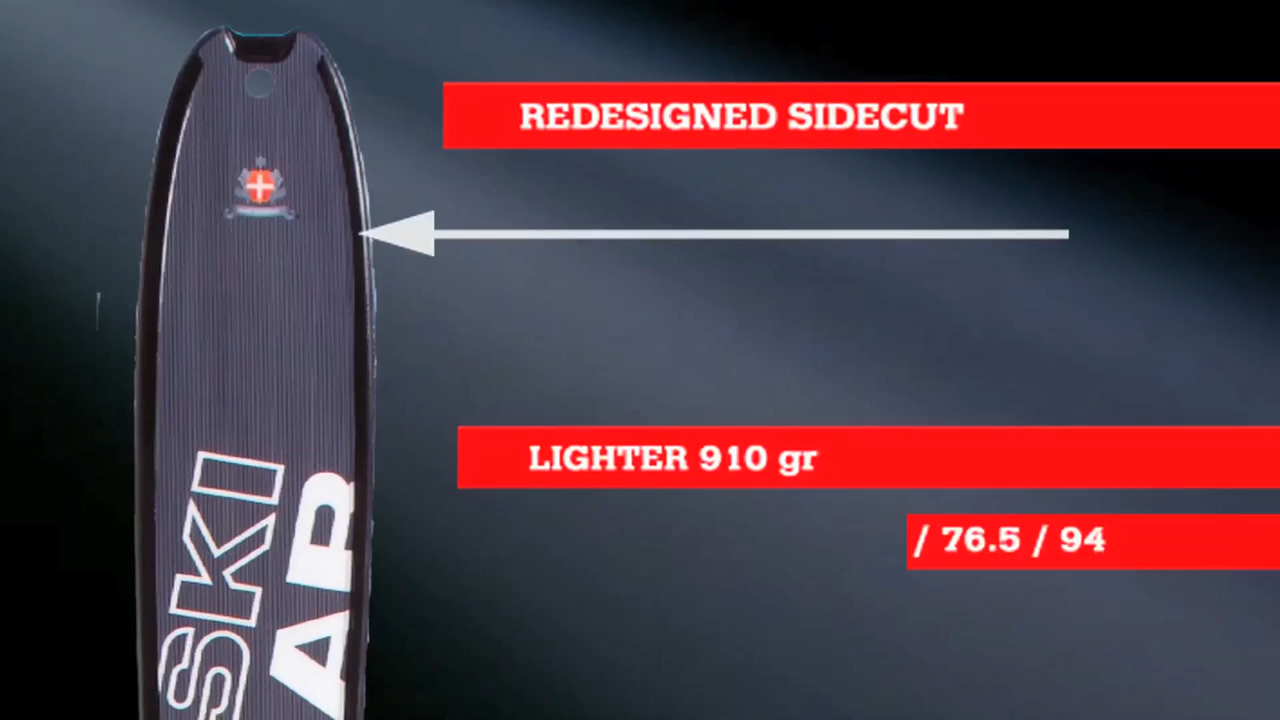 REDESIGNED SIDECUT
LIGHTER 910 gr
/ 76.5 / 94
SKI
AR